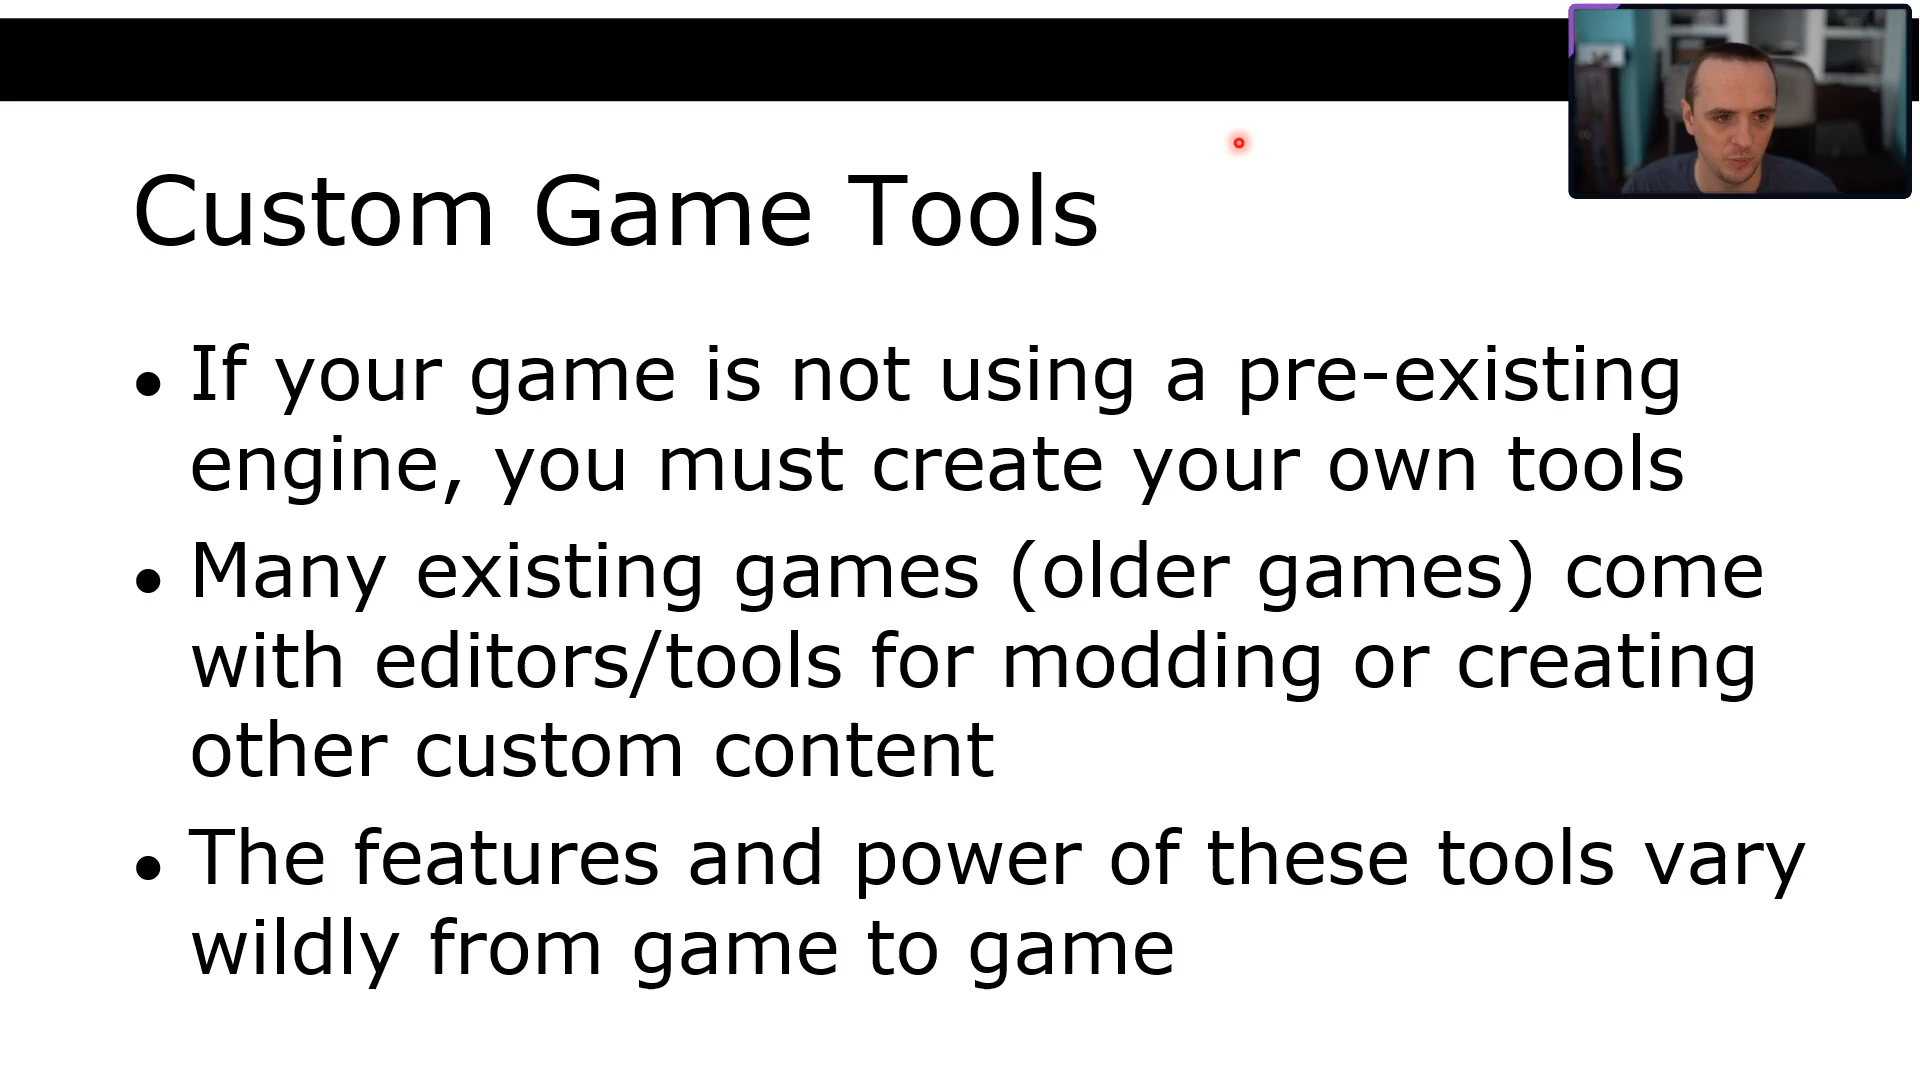 Custom Game Tools
• If your game is not using a pre-existing
engine, you must create your own tools
• Many existing games (older games) come
with editors/tools for modding or creating
other custom content
• The features and power of these tools vary
wildly from game to game